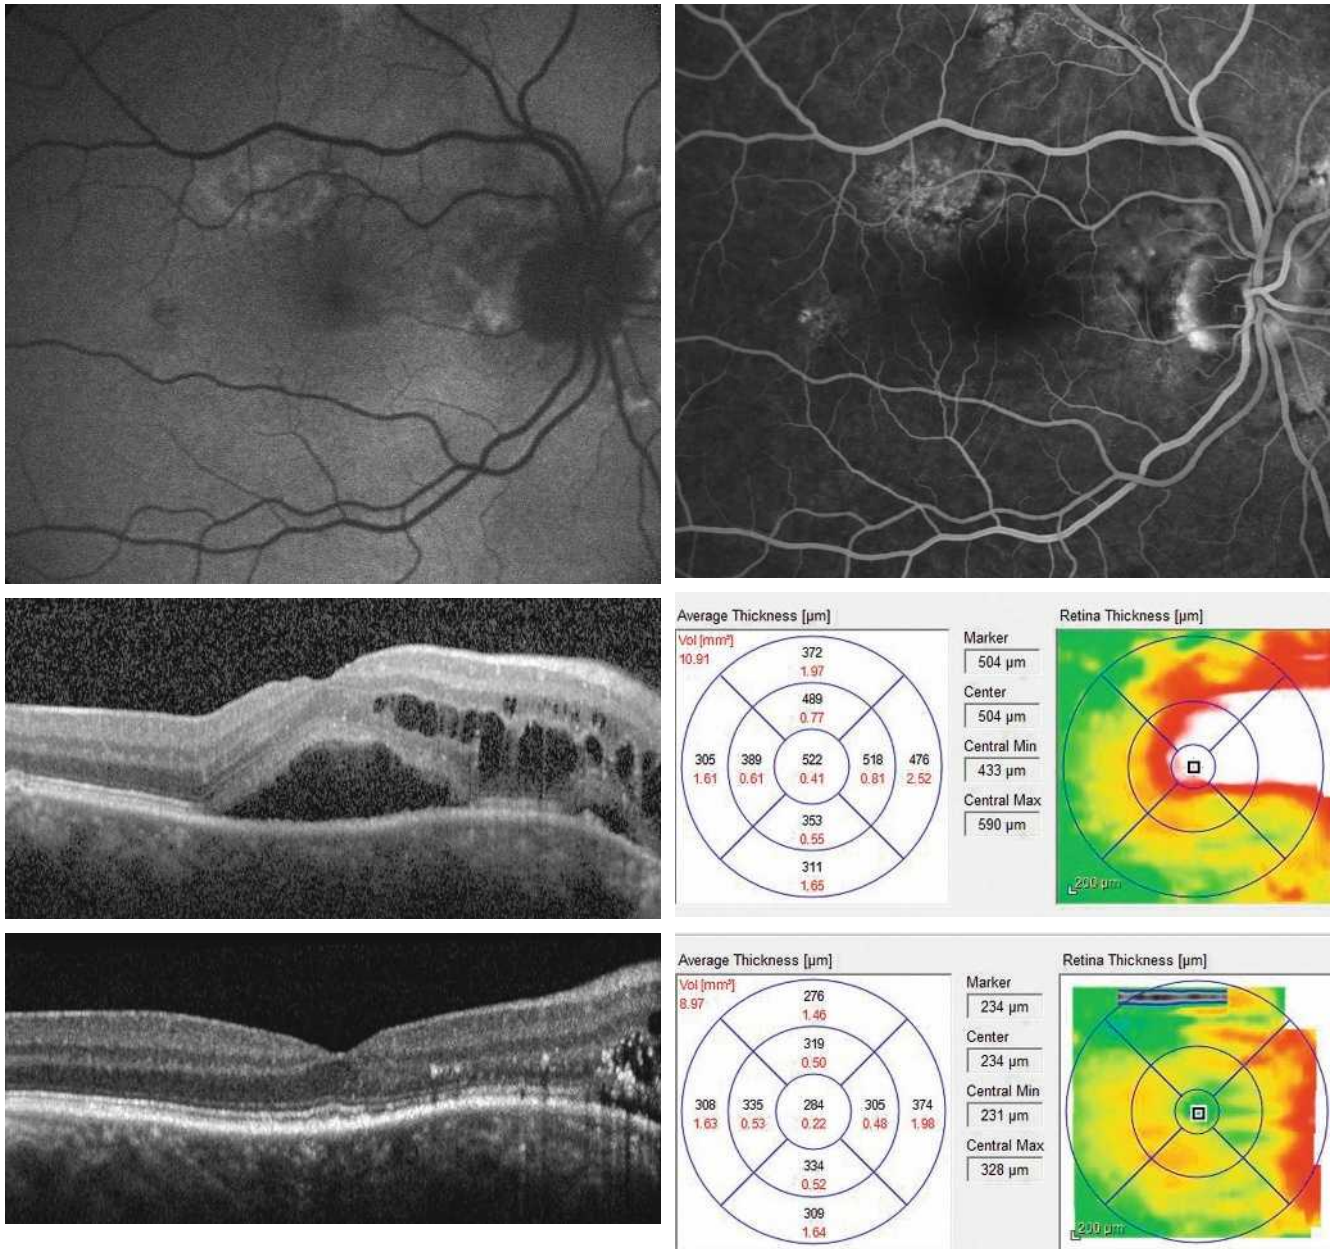 Average Thickness [µm]
Retina Thickness [µm]
Vol [mm³]
10.91
372
1.97
489
0.77
305
1.61
389
0.61
522
0.41
518
0.81
476
2.52
353
0.55
311
1.65
Marker
504 µm
Center
504 µm
Central Min
433 µm
Central Max
590 µm
200 µm
Average Thickness [µm]
Retina Thickness [µm]
Vol [mm³]
8.97
276
1.46
319
0.50
308
1.63
335
0.53
284
0.22
305
0.48
374
1.98
334
0.52
309
1.64
Marker
234 µm
Center
234 µm
Central Min
231 µm
Central Max
328 µm
200 µm